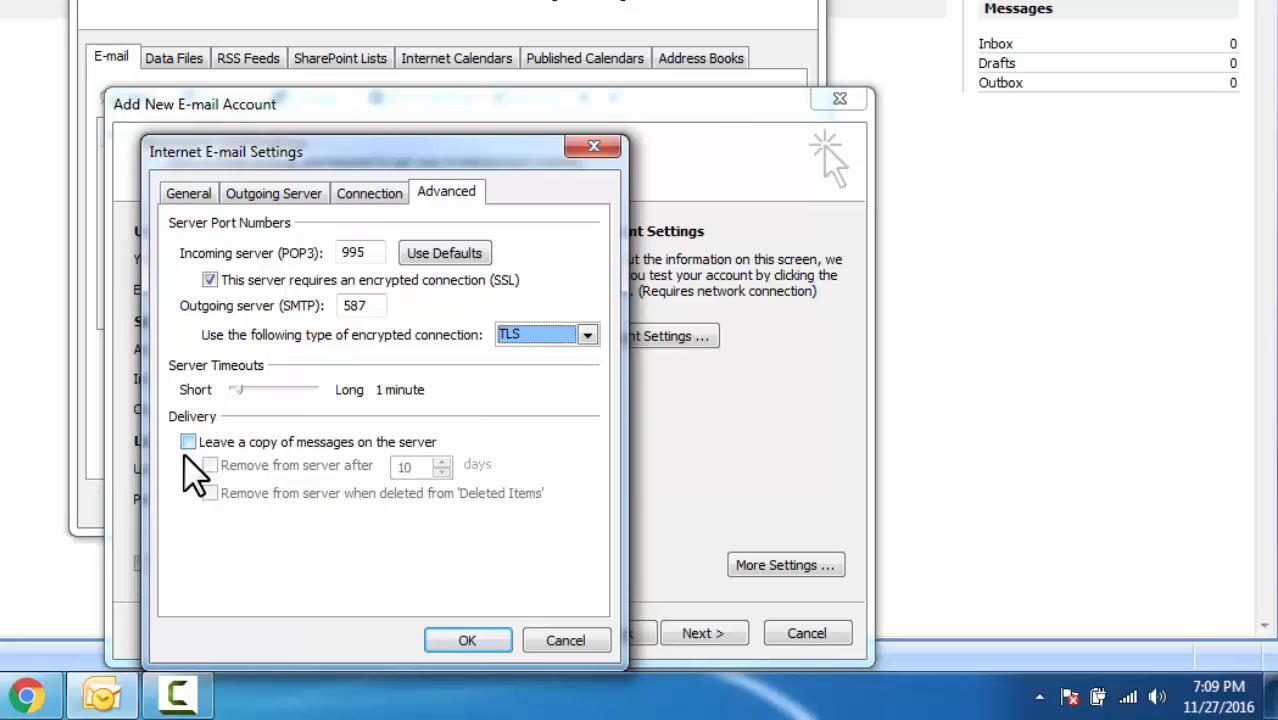 Messages
Inbox 0
Drafts 0
Outbox 0
E-mail Data Files RSS Feeds SharePoint Lists Internet Calendars Published Calendars Address Books
Add New E-mail Account
Internet E-mail Settings
General Outgoing Server Connection Advanced
Server Port Numbers
Incoming server (POP3): 995 Use Defaults
This server requires an encrypted connection (SSL)
Outgoing server (SMTP): 587
Use the following type of encrypted connection: TLS
Server Timeouts
Short Long 1 minute
Delivery
Leave a copy of messages on the server
Remove from server after 10 days
Remove from server when deleted from 'Deleted Items'
OK Cancel
nt Settings
ut the information on this screen, we
ou test your account by clicking the
. (Requires network connection)
nt Settings ...
More Settings ...
Next > Cancel
7:09 PM
11/27/2016